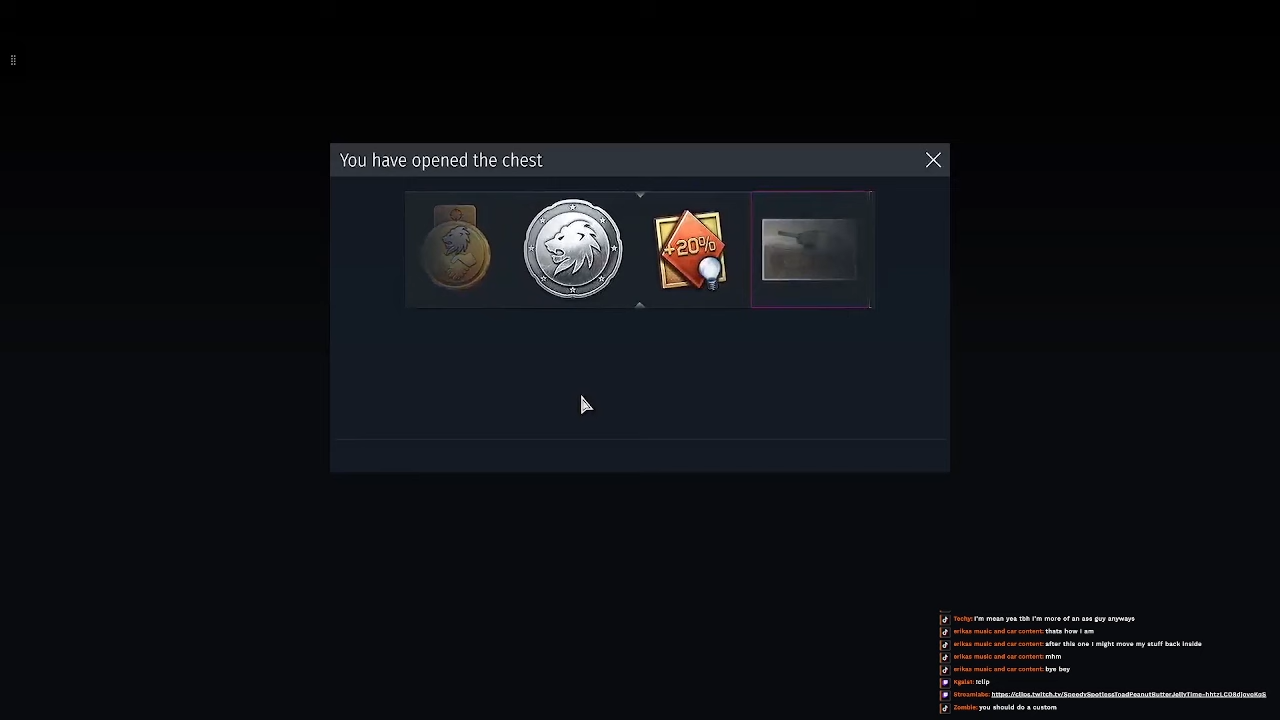 You have opened the chest
+20%
Techy: I'm mean yea tbh I'm more of an ass guy anyways
erikas music and car content: thats how I am
erikas music and car content: after this one I might move my stuff back inside
erikas music and car content: mhm
erikas music and car content: bye bey
Kgalst: !clip
Streamlabs:
Zombie: you should do a custom